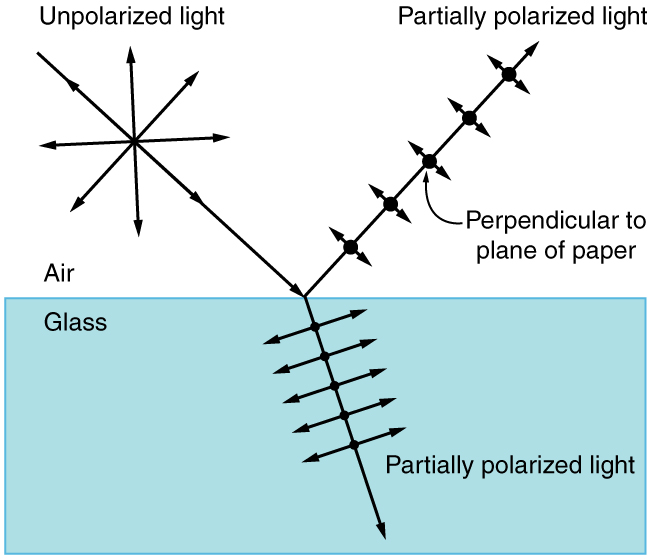 Unpolarized light
Partially polarized light
Perpendicular to
plane of paper
Air
Glass
Partially polarized light